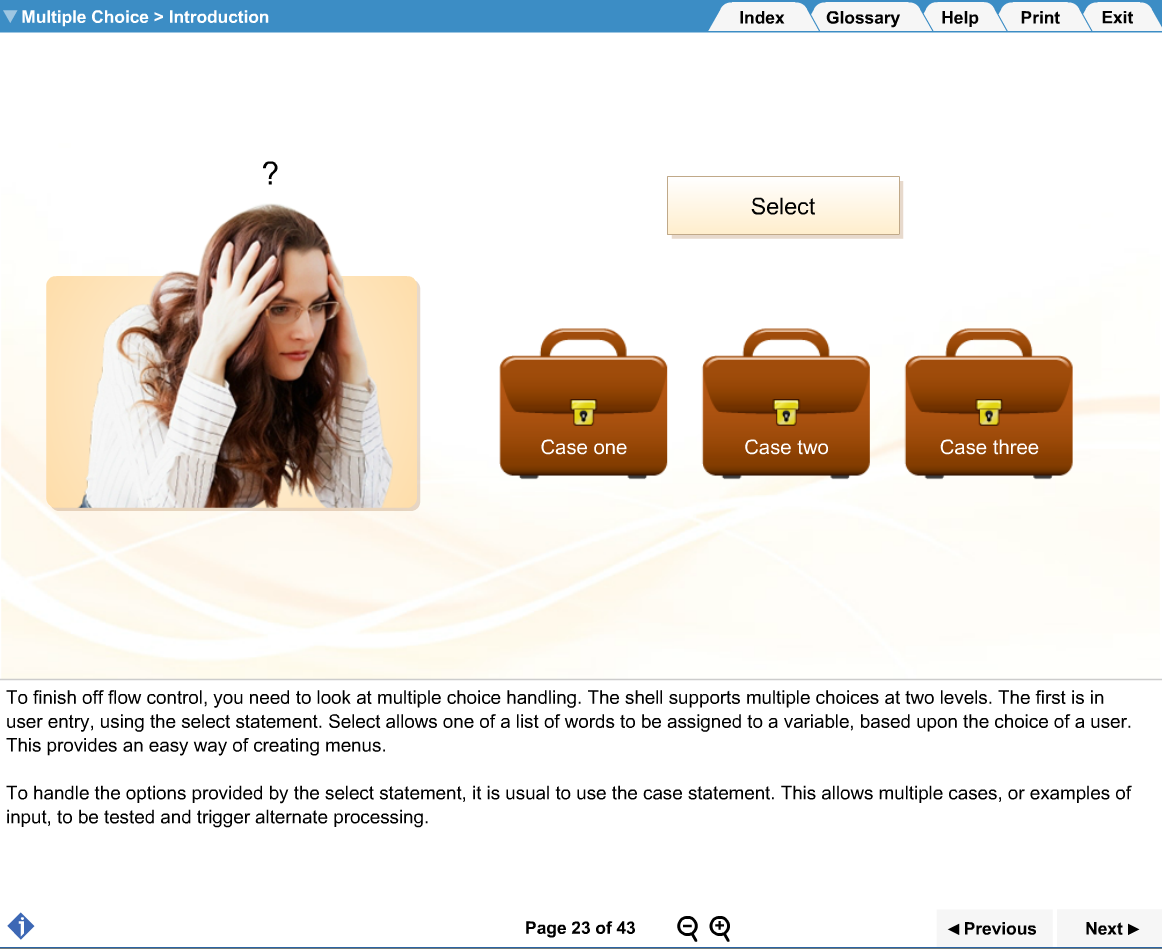 Multiple Choice > Introduction
Index
Glossary
Help
Print
Exit
?
Select
Case one
Case two
Case three
To finish off flow control, you need to look at multiple choice handling. The shell supports multiple choices at two levels. The first is in
user entry, using the select statement. Select allows one of a list of words to be assigned to a variable, based upon the choice of a user.
This provides an easy way of creating menus.
To handle the options provided by the select statement, it is usual to use the case statement. This allows multiple cases, or examples of
input, to be tested and trigger alternate processing.
i
Page 23 of 43
Previous
Next